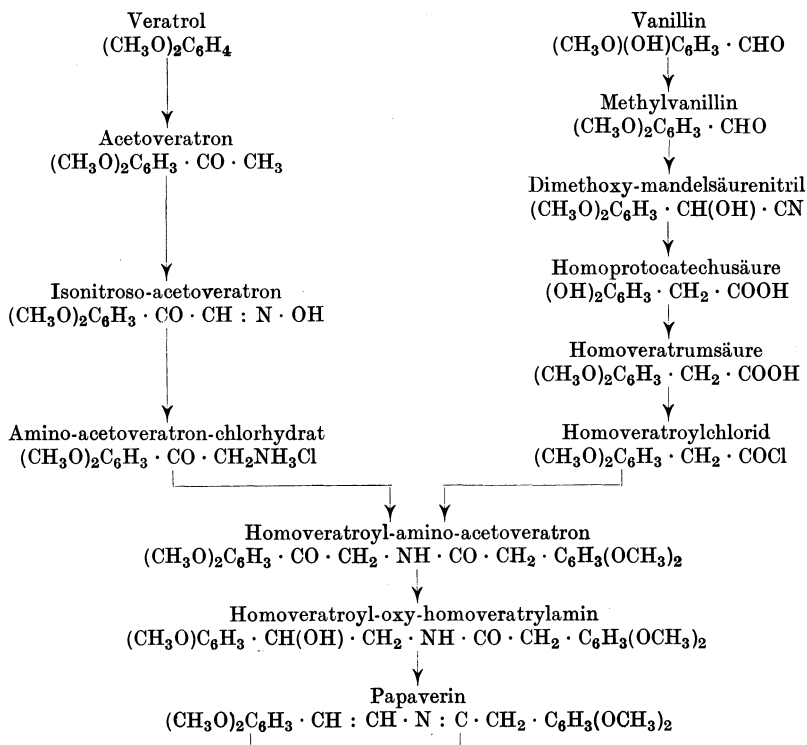 Veratrol
(CH₃O)₂C₆H₄
Acetoveratron
(CH₃O)₂C₆H₃ · CO · CH₃
Isonitroso-acetoveratron
(CH₃O)₂C₆H₃ · CO · CH : N · OH
Amino-acetoveratron-chlorhydrat
(CH₃O)₂C₆H₃ · CO · CH₂NH₃Cl
Vanillin
(CH₃O)(OH)C₆H₃ · CHO
Methylvanillin
(CH₃O)₂C₆H₃ · CHO
Dimethoxy-mandelsäurenitril
(CH₃O)₂C₆H₃ · CH(OH) · CN
Homoprotocatechusäure
(OH)₂C₆H₃ · CH₂ · COOH
Homoveratrumsäure
(CH₃O)₂C₆H₃ · CH₂ · COOH
Homoveratroylchlorid
(CH₃O)₂C₆H₃ · CH₂ · COCl
Homoveratroyl-amino-acetoveratron
(CH₃O)₂C₆H₃ · CO · CH₂ · NH · CO · CH₂ · C₆H₃(OCH₃)₂
Homoveratroyl-oxy-homoveratrylamin
(CH₃O)C₆H₃ · CH(OH) · CH₂ · NH · CO · CH₂ · C₆H₃(OCH₃)₂
Papaverin
(CH₃O)₂C₆H₃ · CH : CH · N : C · CH₂ · C₆H₃(OCH₃)₂